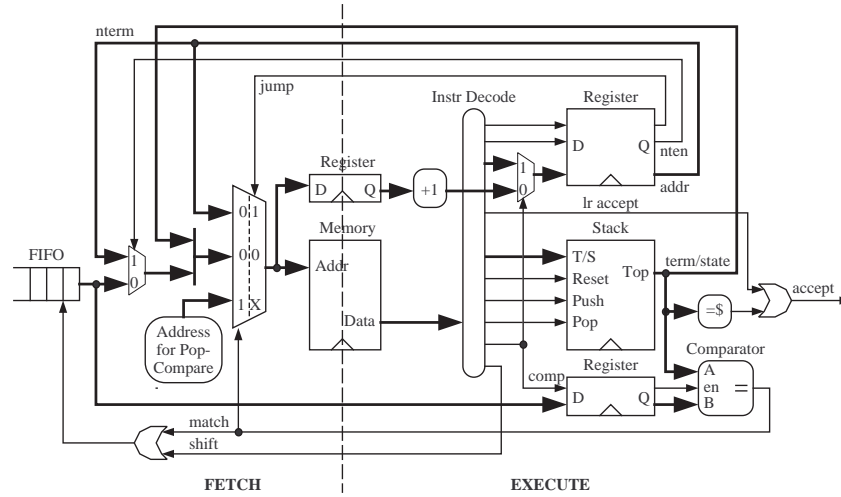 nterm
jump
Instr Decode
Register
D
Q
nten
addr
Register
D
Q
+1
1
0
lr accept
FIFO
1
0
0 1
0 0
1 X
Memory
Addr
Data
Stack
T/S
Reset
Push
Pop
Top
term/state
=$
accept
Address
for Pop-
Compare
comp
Register
D
Q
Comparator
A
en
B
=
match
shift
FETCH
EXECUTE